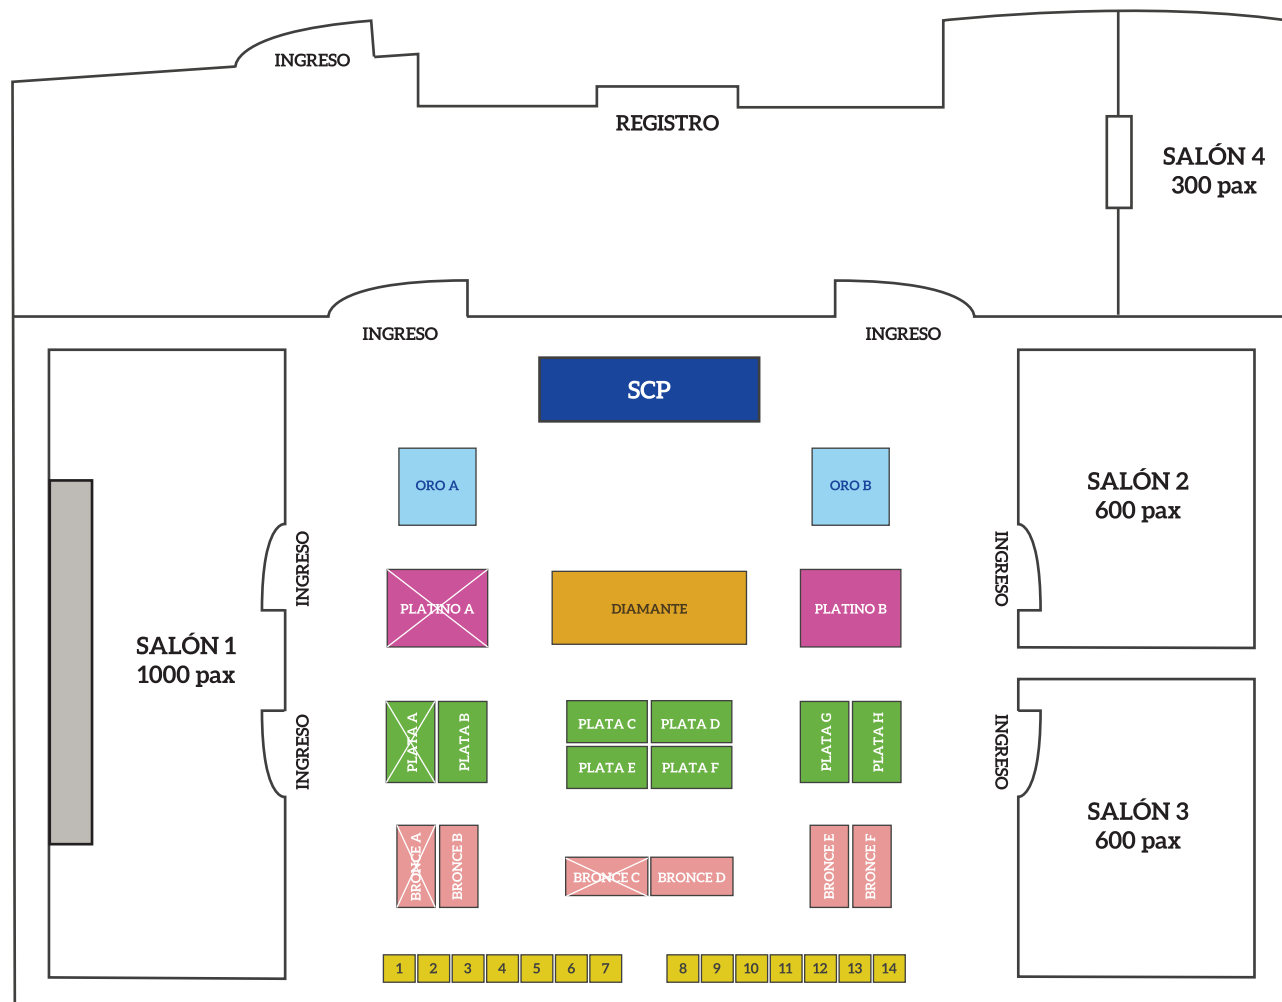 INGRESO
REGISTRO
SALÓN 4
300 pax
INGRESO
INGRESO
SCP
ORO A
ORO B
SALÓN 2
600 pax
INGRESO
INGRESO
PLATINO A
DIAMANTE
PLATINO B
SALÓN 1
1000 pax
PLATA A
PLATA B
PLATA C
PLATA D
PLATA E
PLATA F
PLATA G
PLATA H
INGRESO
INGRESO
SALÓN 3
600 pax
BRONCE A
BRONCE B
BRONCE C
BRONCE D
BRONCE E
BRONCE F
1 2 3 4 5 6 7
8 9 10 11 12 13 14